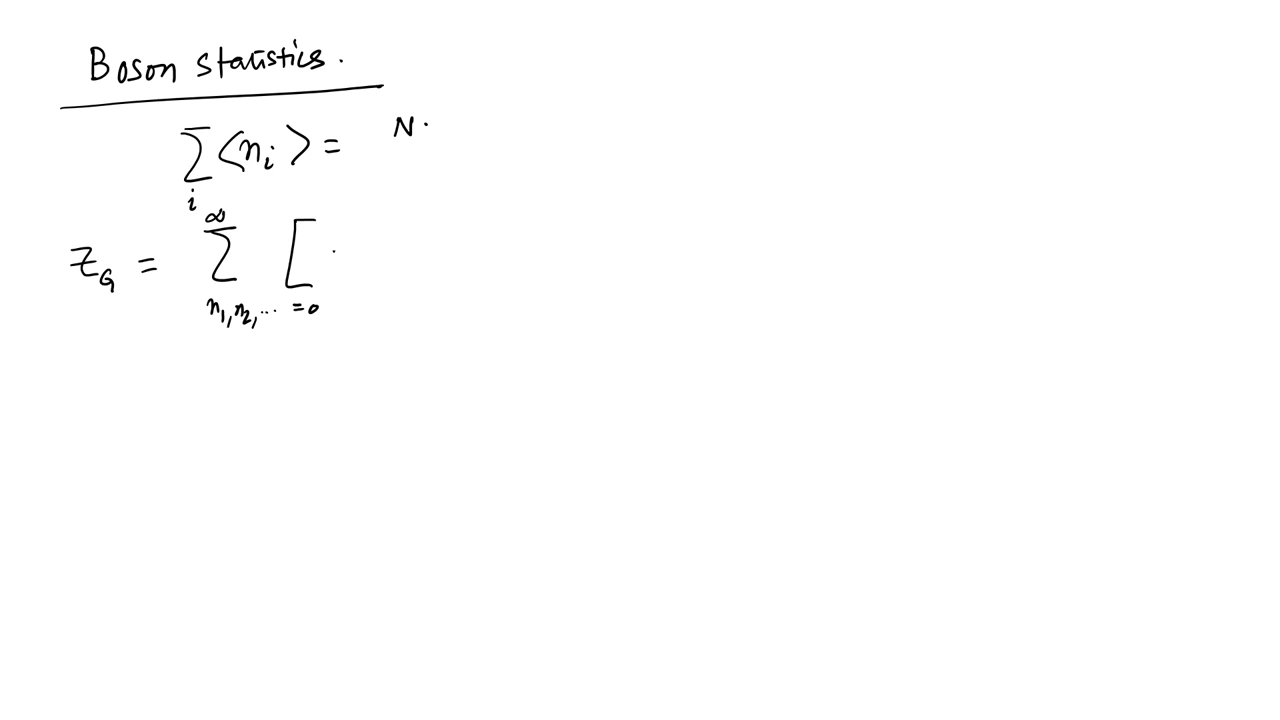 Boson statistics.
∑_i <n_i> = N.
Z_G = ∑_{n_1, n_2, ... = 0}^{∞} [